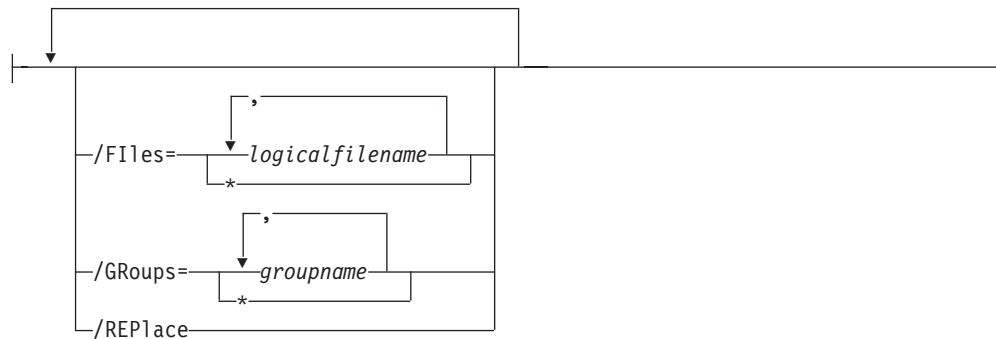 ,
/FIles= logicalfilename
*
,
/GRoups= groupname
*
/REPlace